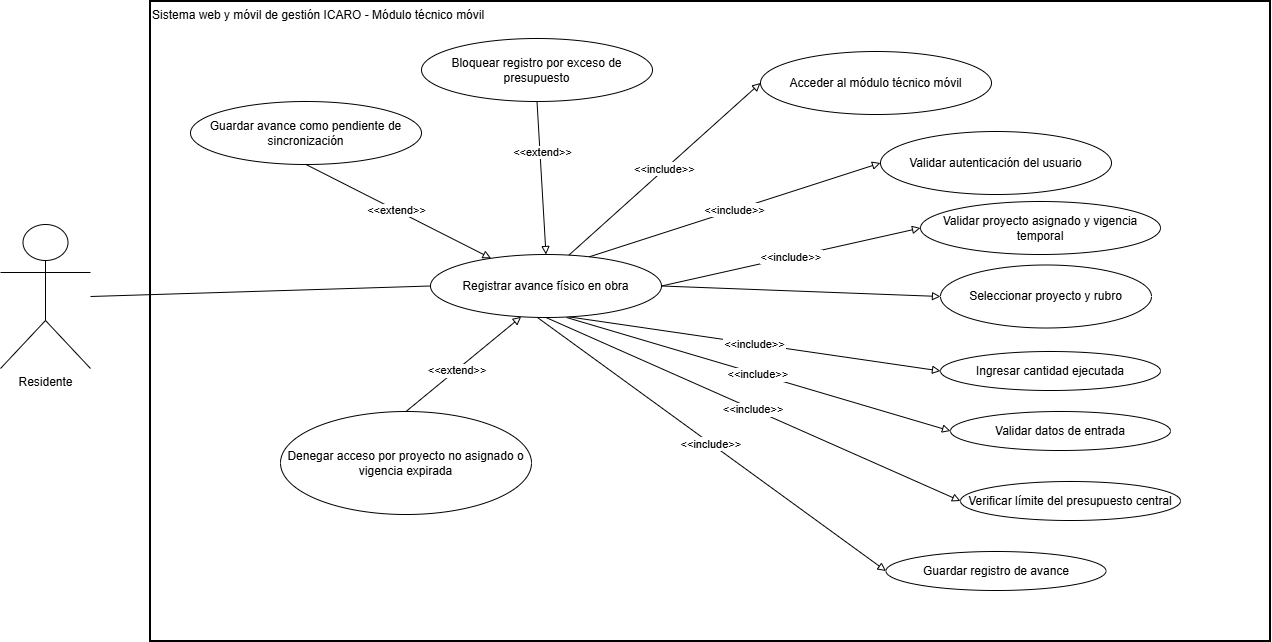 Sistema web y móvil de gestión ICARO - Módulo técnico móvil
Bloquear registro por exceso de
presupuesto
Acceder al módulo técnico móvil
Guardar avance como pendiente de
sincronización
<<extend>>
<<include>>
Validar autenticación del usuario
<<extend>>
<<include>>
Validar proyecto asignado y vigencia
temporal
<<include>>
Registrar avance físico en obra
Seleccionar proyecto y rubro
<<include>>
Ingresar cantidad ejecutada
<<extend>>
<<include>>
Residente
<<include>>
Validar datos de entrada
<<include>>
Denegar acceso por proyecto no asignado o
vigencia expirada
Verificar límite del presupuesto central
Guardar registro de avance